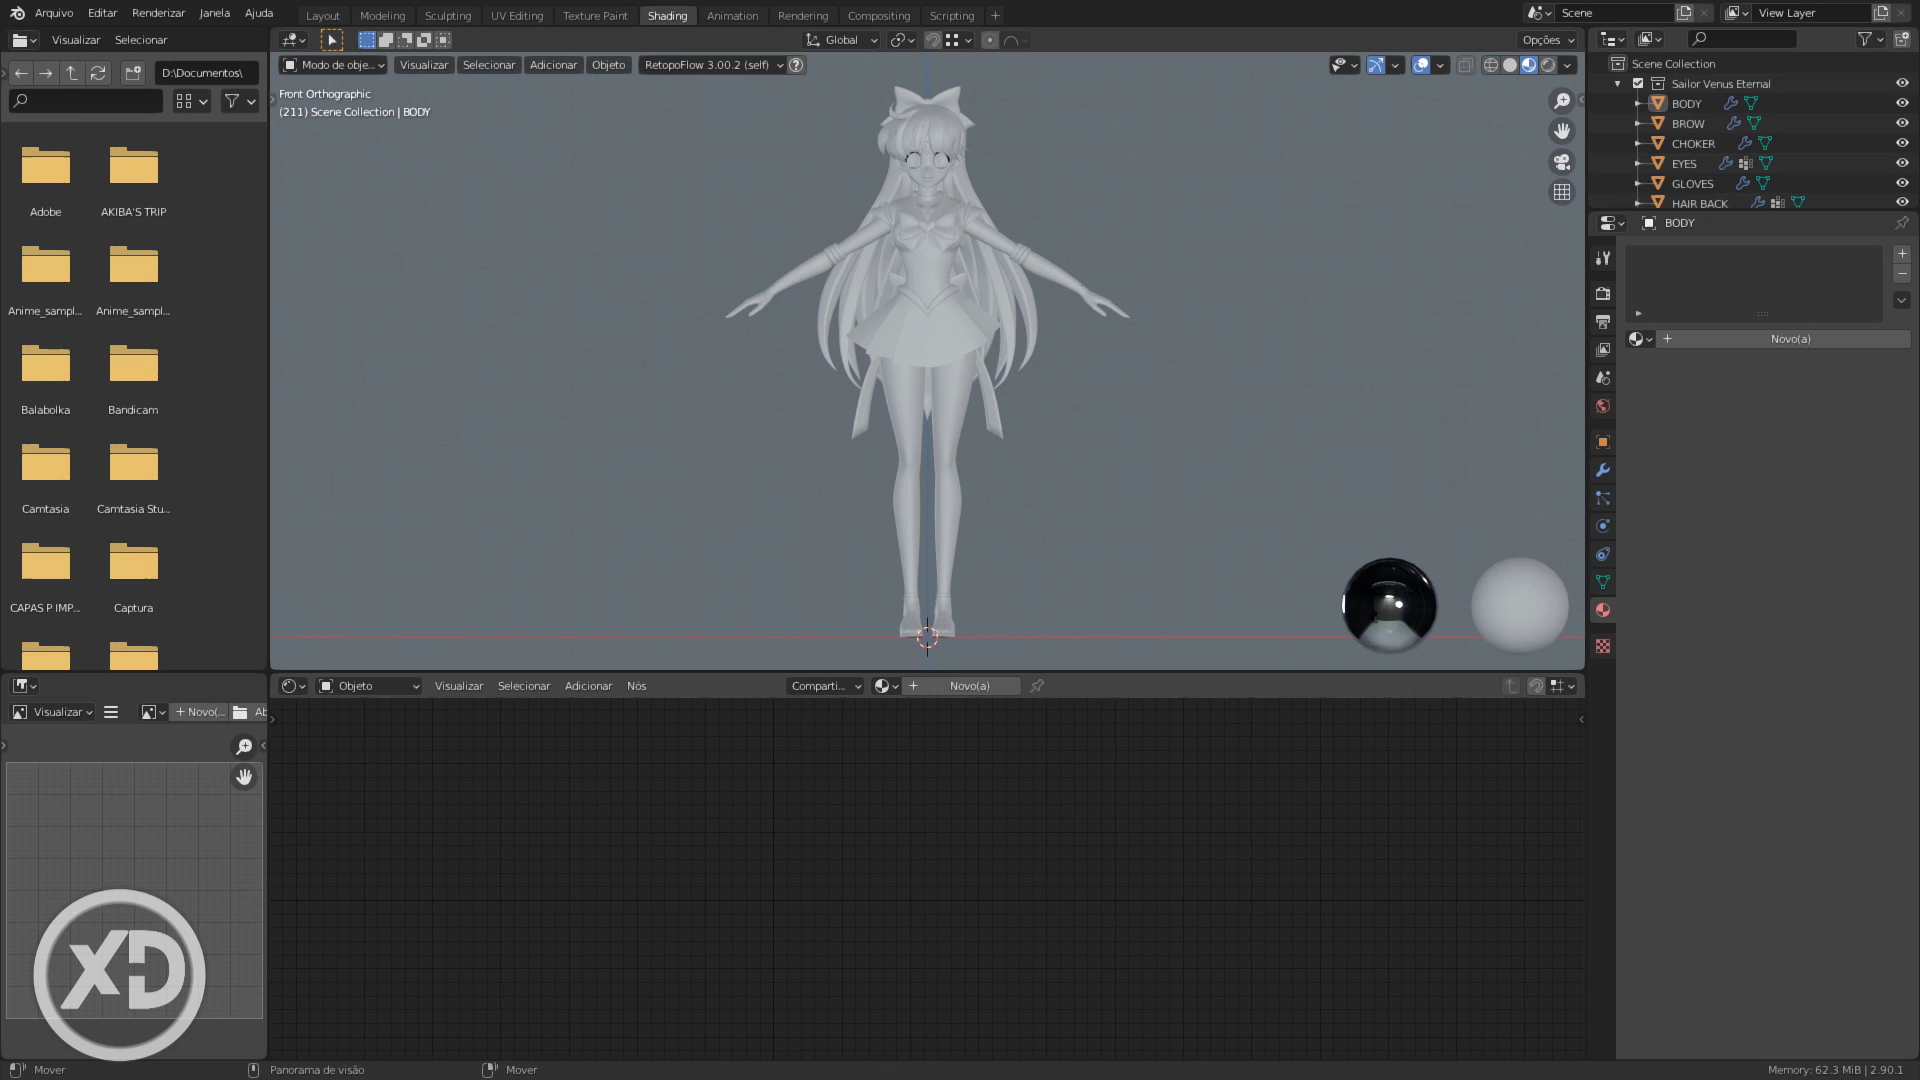 Arquivo Editar Renderizar Janela Ajuda Layout Modeling Sculpting UV Editing Texture Paint Shading Animation Rendering Compositing Scripting + Scene View Layer
Visualizar Selecionar Global Opções
D:\Documentos\ Modo de obje... Visualizar Selecionar Adicionar Objeto RetopoFlow 3.00.2 (self) ?
Front Orthographic
(211) Scene Collection | BODY
Scene Collection
Sailor Venus Eternal
BODY
BROW
CHOKER
EYES
GLOVES
HAIR BACK
BODY
Novo(a)
Adobe AKIBA'S TRIP
Anime_sampl... Anime_sampl...
Balabolka Bandicam
Camtasia Camtasia Stu...
CAPAS P IMP... Captura
Objeto Visualizar Selecionar Adicionar Nós Comparti... Novo(a)
Visualizar Novo(... Ab
XD
Mover Panorama de visão Mover Memory: 62.3 MiB | 2.90.1